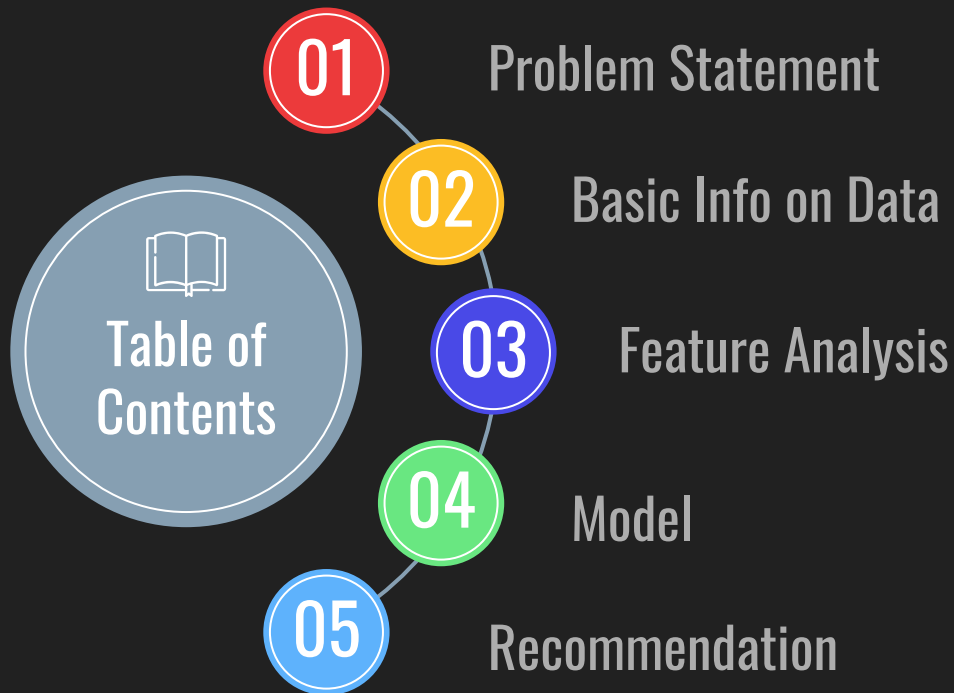 01
Problem Statement
02
Basic Info on Data
Table of
Contents
03
Feature Analysis
04
Model
05
Recommendation